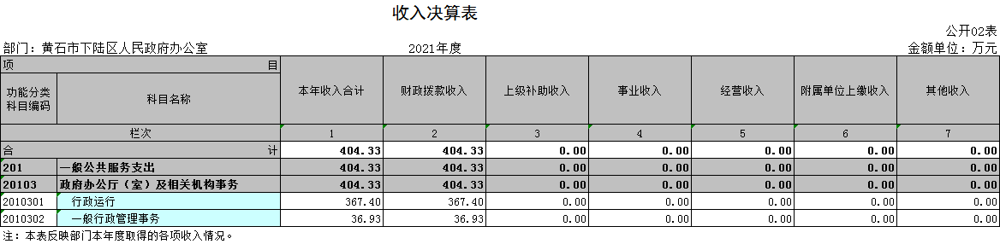 收入决算表
公开02表
部门：黄石市下陆区人民政府办公室 2021年度 金额单位：万元
项 目 本年收入合计 财政拨款收入 上级补助收入 事业收入 经营收入 附属单位上缴收入 其他收入
功能分类科目编码 科目名称
栏次 1 2 3 4 5 6 7
合 计 404.33 404.33 0.00 0.00 0.00 0.00 0.00
201 一般公共服务支出 404.33 404.33 0.00 0.00 0.00 0.00 0.00
20103 政府办公厅（室）及相关机构事务 404.33 404.33 0.00 0.00 0.00 0.00 0.00
2010301 行政运行 367.40 367.40 0.00 0.00 0.00 0.00 0.00
2010302 一般行政管理事务 36.93 36.93 0.00 0.00 0.00 0.00 0.00
注：本表反映部门本年度取得的各项收入情况。